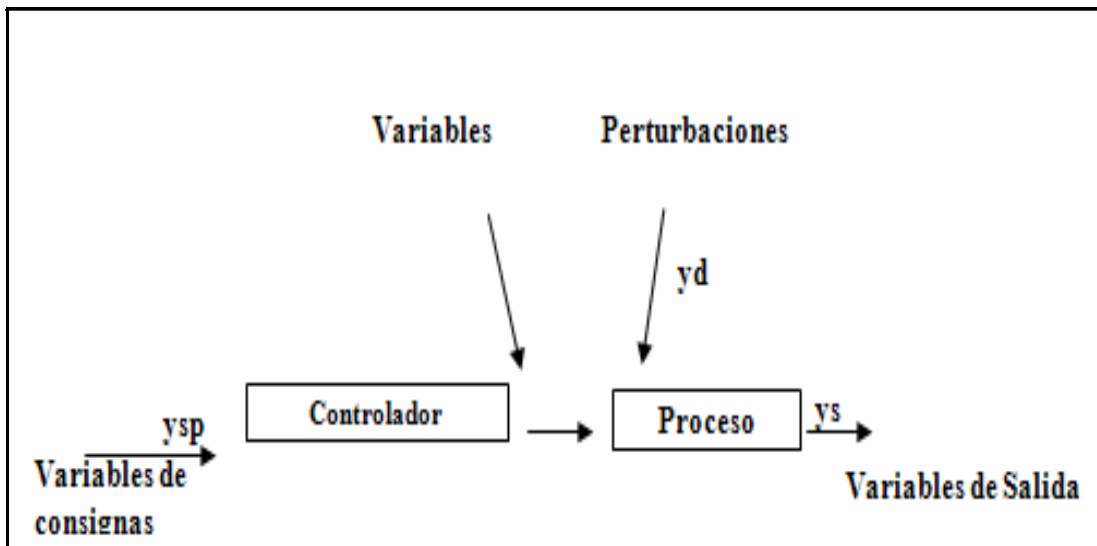 Variables Perturbaciones
yd
Controlador
Proceso
ysp
ys
Variables de
consignas
Variables de Salida